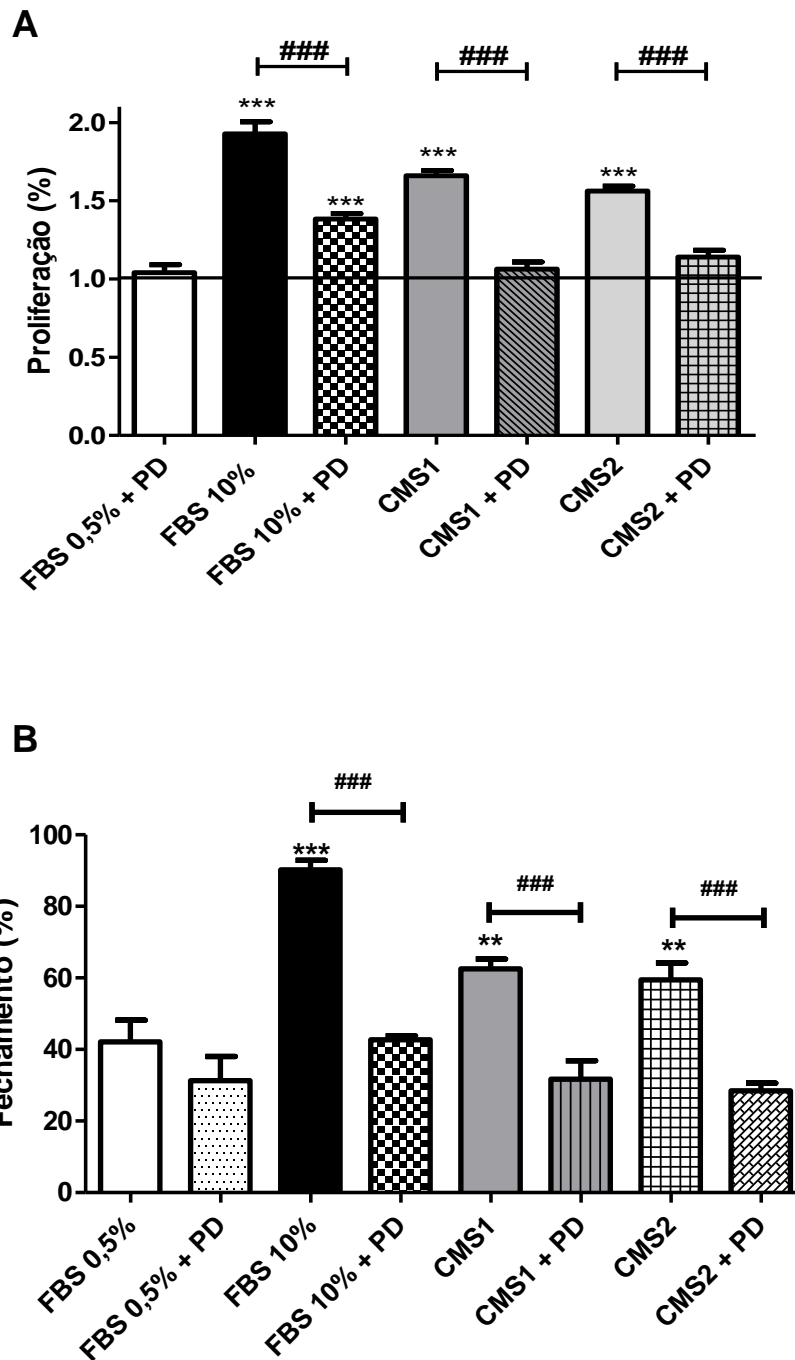 A
###
###
###
***
***
***
***
Proliferação (%)
2.0
1.5
1.0
0.5
0.0
FBS 0,5% + PD
FBS 10%
FBS 10% + PD
CMS1
CMS1 + PD
CMS2
CMS2 + PD
B
###
###
###
***
**
**
Fechamento (%)
100
80
60
40
20
0
FBS 0,5%
FBS 0,5% + PD
FBS 10%
FBS 10% + PD
CMS1
CMS1 + PD
CMS2
CMS2 + PD